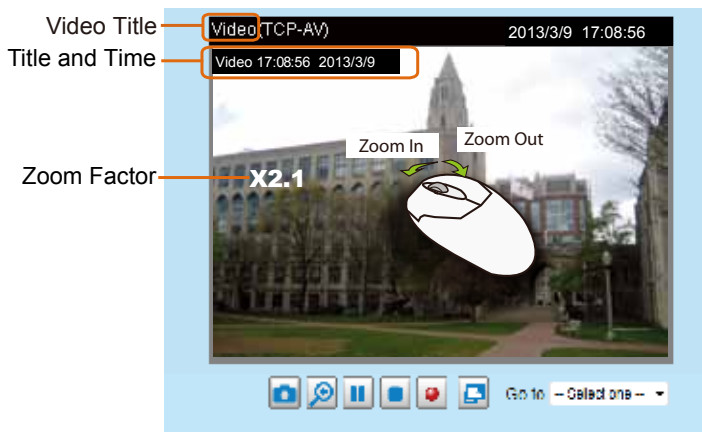 Video Title
Video(TCP-AV) 2013/3/9 17:08:56
Title and Time
Video 17:08:56 2013/3/9
Zoom In Zoom Out
Zoom Factor
X2.1
Go to -- Select one --